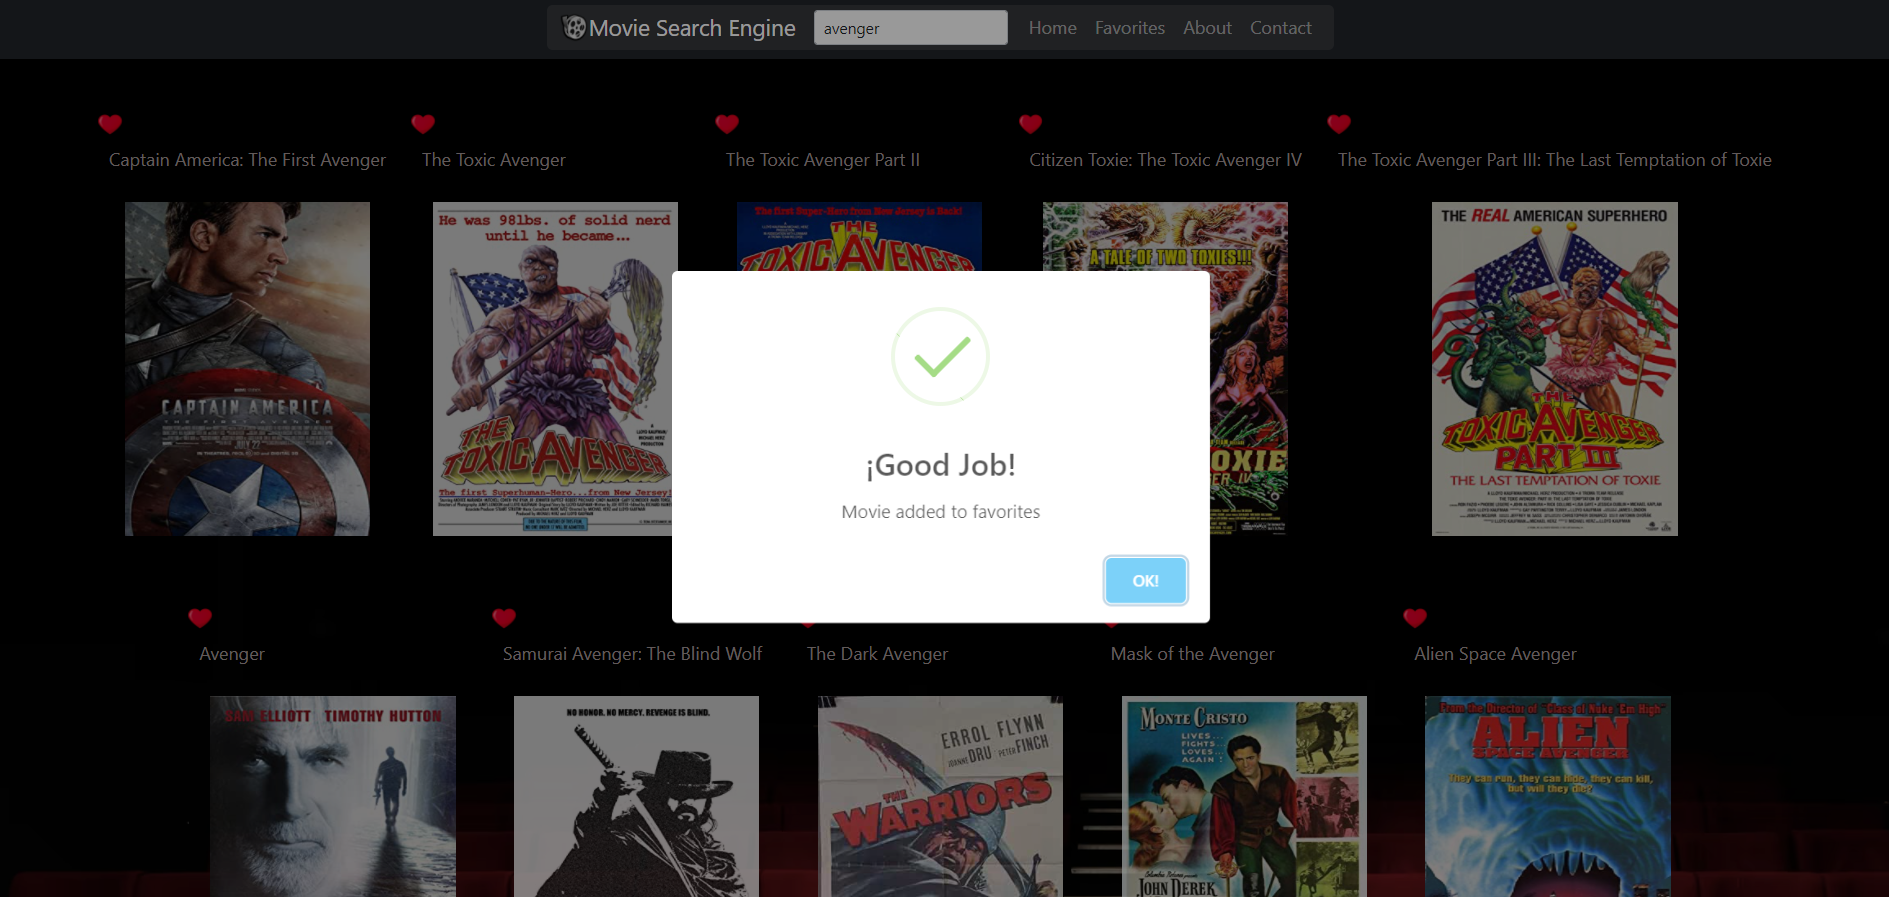 Movie Search Engine
avenger
Home
Favorites
About
Contact
Captain America: The First Avenger
The Toxic Avenger
The Toxic Avenger Part II
Citizen Toxie: The Toxic Avenger IV
The Toxic Avenger Part III: The Last Temptation of Toxie
CAPTAIN AMERICA
THE FIRST AVENGER
He was 98lbs. of solid nerd
until he became...
THE
TOXIC AVENGER
The first Superhuman-Hero...from New Jersey!
The first Super-Hero from New Jersey is Back!
THE
TOXIC AVENGER
A TALE OF TWO TOXIES!!!
THE REAL AMERICAN SUPERHERO
THE
TOXIC AVENGER
PART III
THE LAST TEMPTATION OF TOXIE
¡Good Job!
Movie added to favorites
OK!
Avenger
Samurai Avenger: The Blind Wolf
The Dark Avenger
Mask of the Avenger
Alien Space Avenger
SAM ELLIOTT TIMOTHY HUTTON
NO HONOR. NO MERCY. REVENGE IS BLIND.
ERROL FLYNN
JOANNE DRU PETER FINCH
THE
WARRIORS
MONTE CRISTO
LIVES...
FIGHTS...
LOVES...
AGAIN!
JOHN DEREK
From the Director of "Class of Nuke 'Em High"
ALIEN
SPACE AVENGER
They can run, they can hide, they can kill,
but will they die?